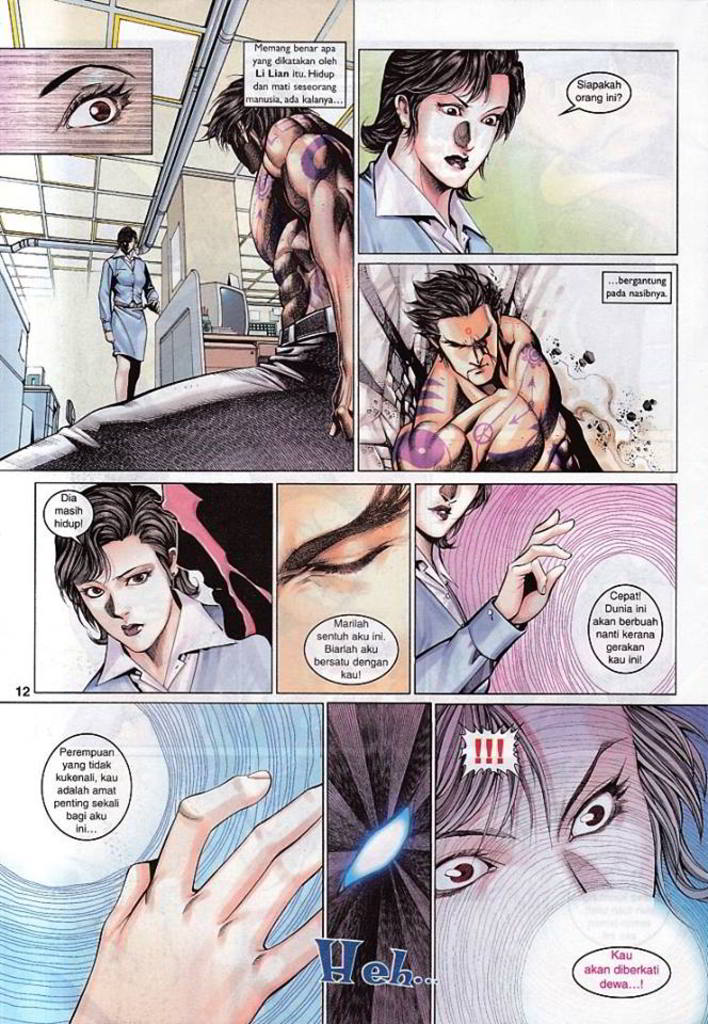 Memang benar apa
yang dikatakan oleh
Li Lian itu. Hidup
dan mati seseorang
manusia, ada kalanya...
Siapakah
orang ini?
...bergantung
pada nasibnya.
Dia
masih
hidup!
Marilah
sentuh aku ini.
Biarlah aku
bersatu dengan
kau!
Cepat!
Dunia ini
akan berbuah
nanti kerana
gerakan
kau ini!
12
Perempuan
yang tidak
kukenali, kau
adalah amat
penting sekali
bagi aku
ini...
Heh...
!!!
Kau
akan diberkati
dewa...!